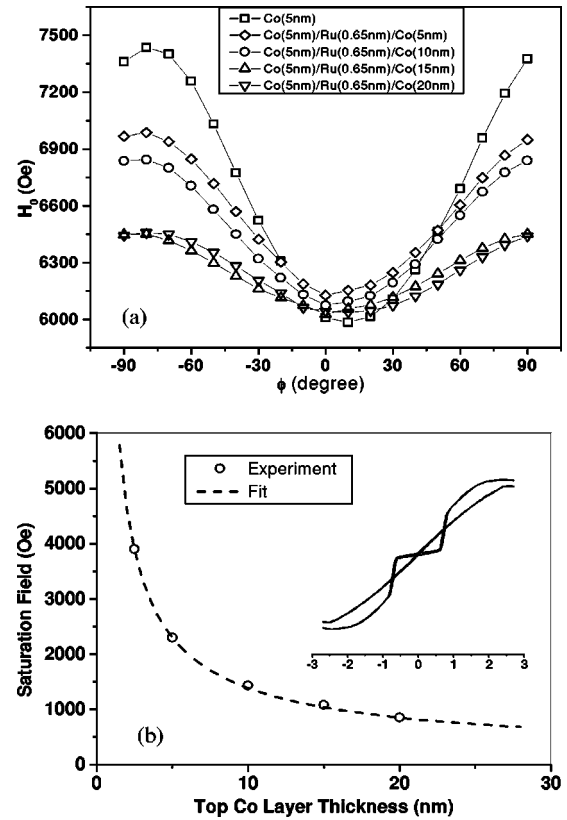 Co(5nm)
Co(5nm)/Ru(0.65nm)/Co(5nm)
Co(5nm)/Ru(0.65nm)/Co(10nm)
Co(5nm)/Ru(0.65nm)/Co(15nm)
Co(5nm)/Ru(0.65nm)/Co(20nm)
7500
7200
6900
6600
6300
6000
H₀ (Oe)
(a)
-90 -60 -30 0 30 60 90
ϕ (degree)
6000
5000
4000
3000
2000
1000
0
Saturation Field (Oe)
Experiment
Fit
-3 -2 -1 0 1 2 3
(b)
0 10 20 30
Top Co Layer Thickness (nm)